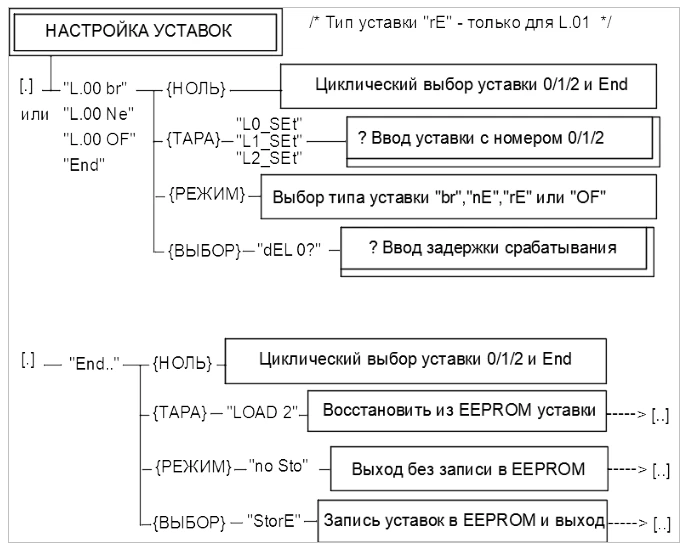 НАСТРОЙКА УСТАВОК /* Тип уставки "rE" - только для L.01 */
[.] "L.00 br" {НОЛЬ} Циклический выбор уставки 0/1/2 и End
или "L.00 Ne"
"L0_SEt"
"L.00 OF" {ТАРА} "L1_SEt" ? Ввод уставки с номером 0/1/2
"L2_SEt"
"End"
{РЕЖИМ} Выбор типа уставки "br","nE","rE" или "OF"
{ВЫБОР} "dEL 0?" ? Ввод задержки срабатывания
[.] "End.." {НОЛЬ} Циклический выбор уставки 0/1/2 и End
{ТАРА} "LOAD 2" Восстановить из EEPROM уставки -----> [..]
{РЕЖИМ} "no Sto" Выход без записи в EEPROM ----> [..]
{ВЫБОР} "StorE" Запись уставок в EEPROM и выход ----> [..]